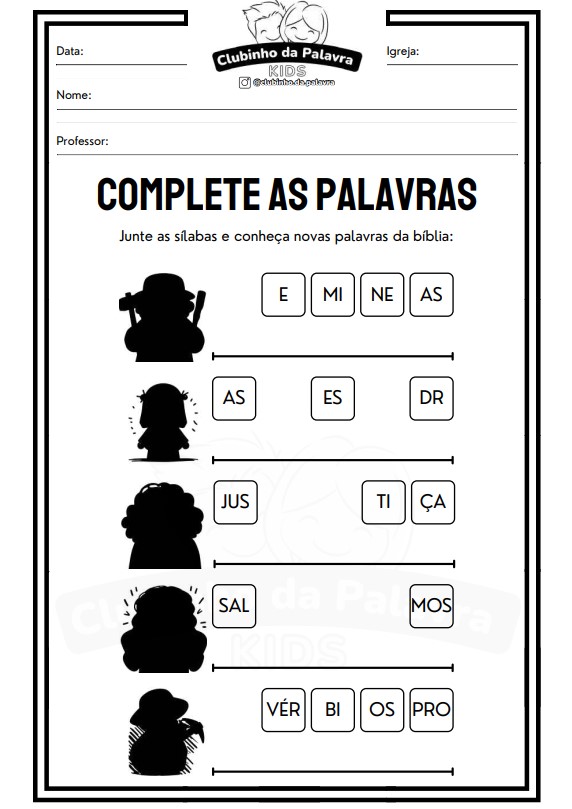 Clubinho da Palavra
KIDS
@clubinho.da.palavra
Data:
Igreja:
Nome:
Professor:
COMPLETE AS PALAVRAS
Junte as sílabas e conheça novas palavras da bíblia:
E MI NE AS
AS ES DR
JUS TI ÇA
SAL MOS
Clubinho da Palavra
KIDS
VÉR BI OS PRO